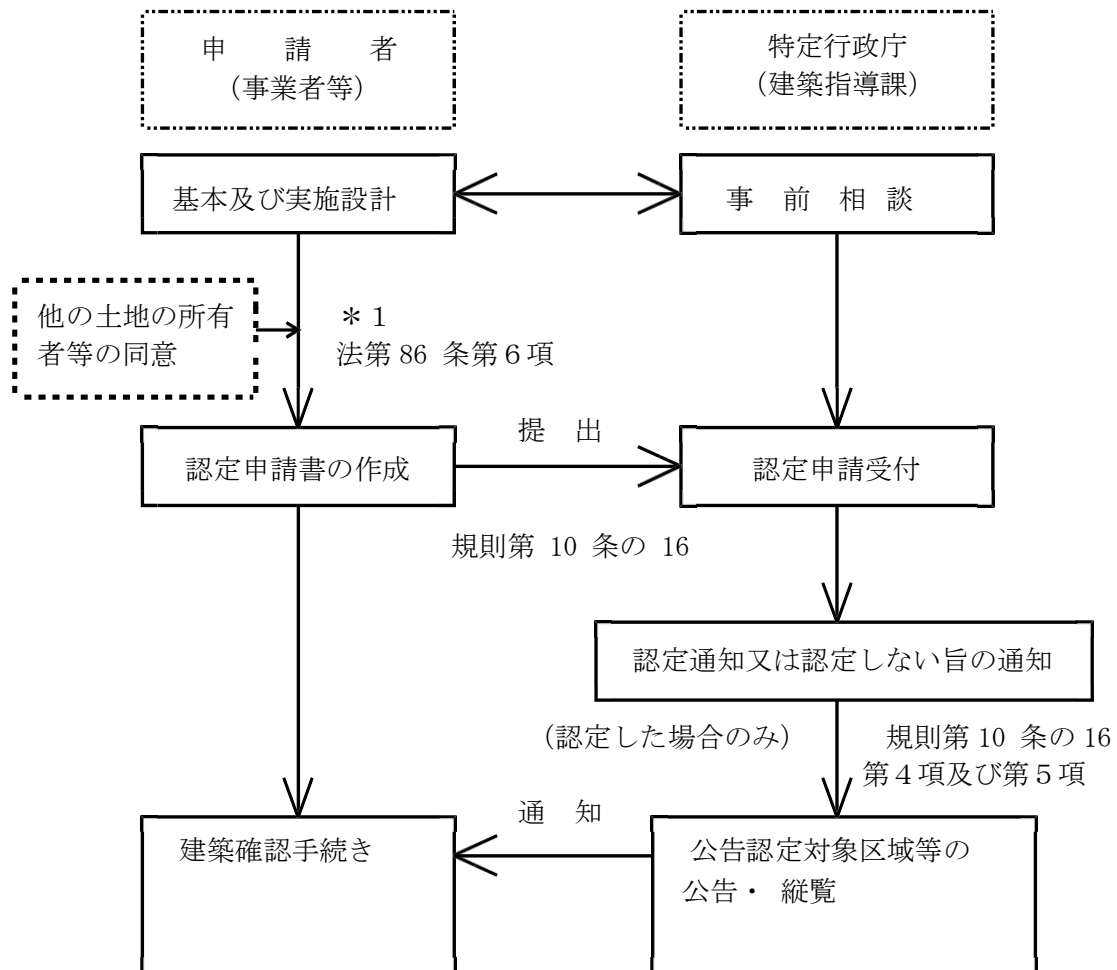 申　請　者
（事業者等）
特定行政庁
（建築指導課）
基本及び実施設計
事　前　相　談
他の土地の所有
者等の同意
＊１
法第 86 条第６項
提　出
認定申請書の作成
認定申請受付
規則第 10 条の 16
認定通知又は認定しない旨の通知
（認定した場合のみ）
規則第 10 条の 16
第４項及び第５項
通　知
建築確認手続き
公告認定対象区域等の
公告・ 縦覧